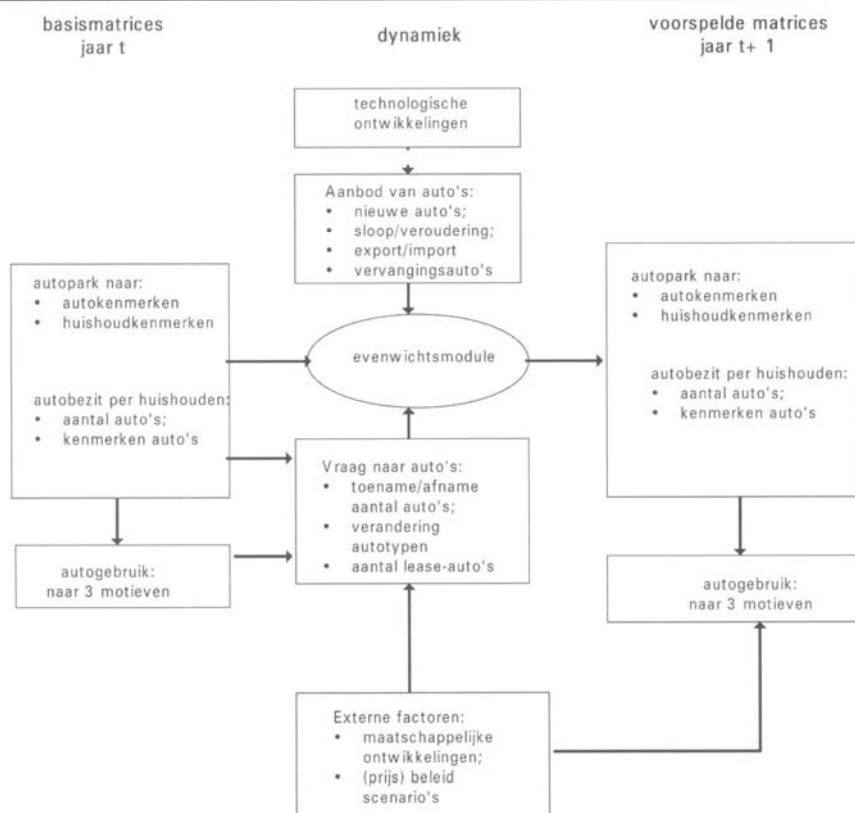 basismatrices
jaar t
dynamiek
voorspelde matrices
jaar t+ 1
technologische
ontwikkelingen
Aanbod van auto's:
• nieuwe auto's;
• sloop/veroudering;
• export/import
• vervangingsauto's
autopark naar:
• autokenmerken
• huishoudkenmerken
autobezit per huishouden:
• aantal auto's;
• kenmerken auto's
evenwichtsmodule
autopark naar:
• autokenmerken
• huishoudkenmerken
autobezit per huishouden:
• aantal auto's;
• kenmerken auto's
Vraag naar auto's:
• toename/afname
aantal auto's;
• verandering
autotypen
• aantal lease-auto's
autogebruik:
naar 3 motieven
autogebruik:
naar 3 motieven
Externe factoren:
• maatschappelijke
ontwikkelingen;
• (prijs) beleid
scenario's